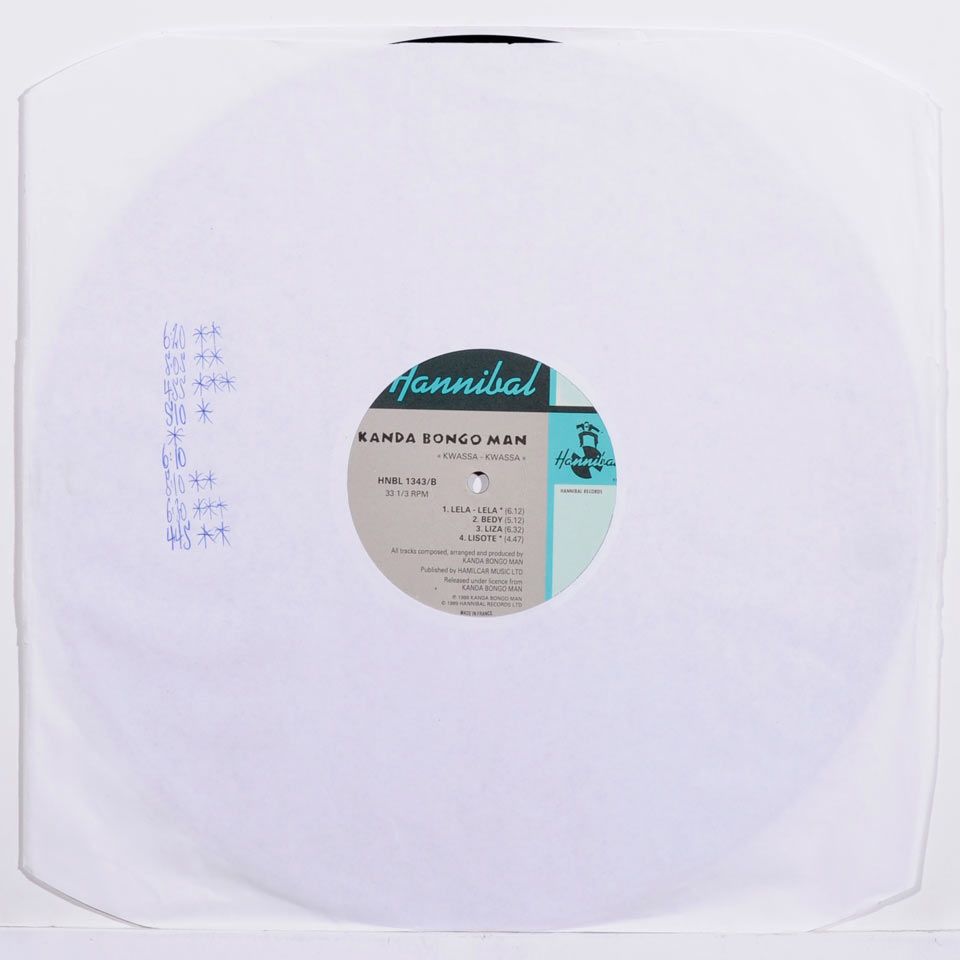 6:20 **
5:05 **
4:55 ***
5:10 *
*
6:10
5:10 **
6:30 ***
4:45 **
Hannibal
KANDA BONGO MAN
« KWASSA - KWASSA »
HNBL 1343/B
33 1/3 RPM
1. LELA - LELA * (6.12)
2. BEDY (5.12)
3. LIZA (6.32)
4. LISOTE * (4.47)
All tracks composed, arranged and produced by
KANDA BONGO MAN
Published by HAMILCAR MUSIC LTD
Released under licence from
KANDA BONGO MAN
℗ 1989 KANDA BONGO MAN
© 1989 HANNIBAL RECORDS LTD
MADE IN FRANCE
Hannibal
HANNIBAL RECORDS